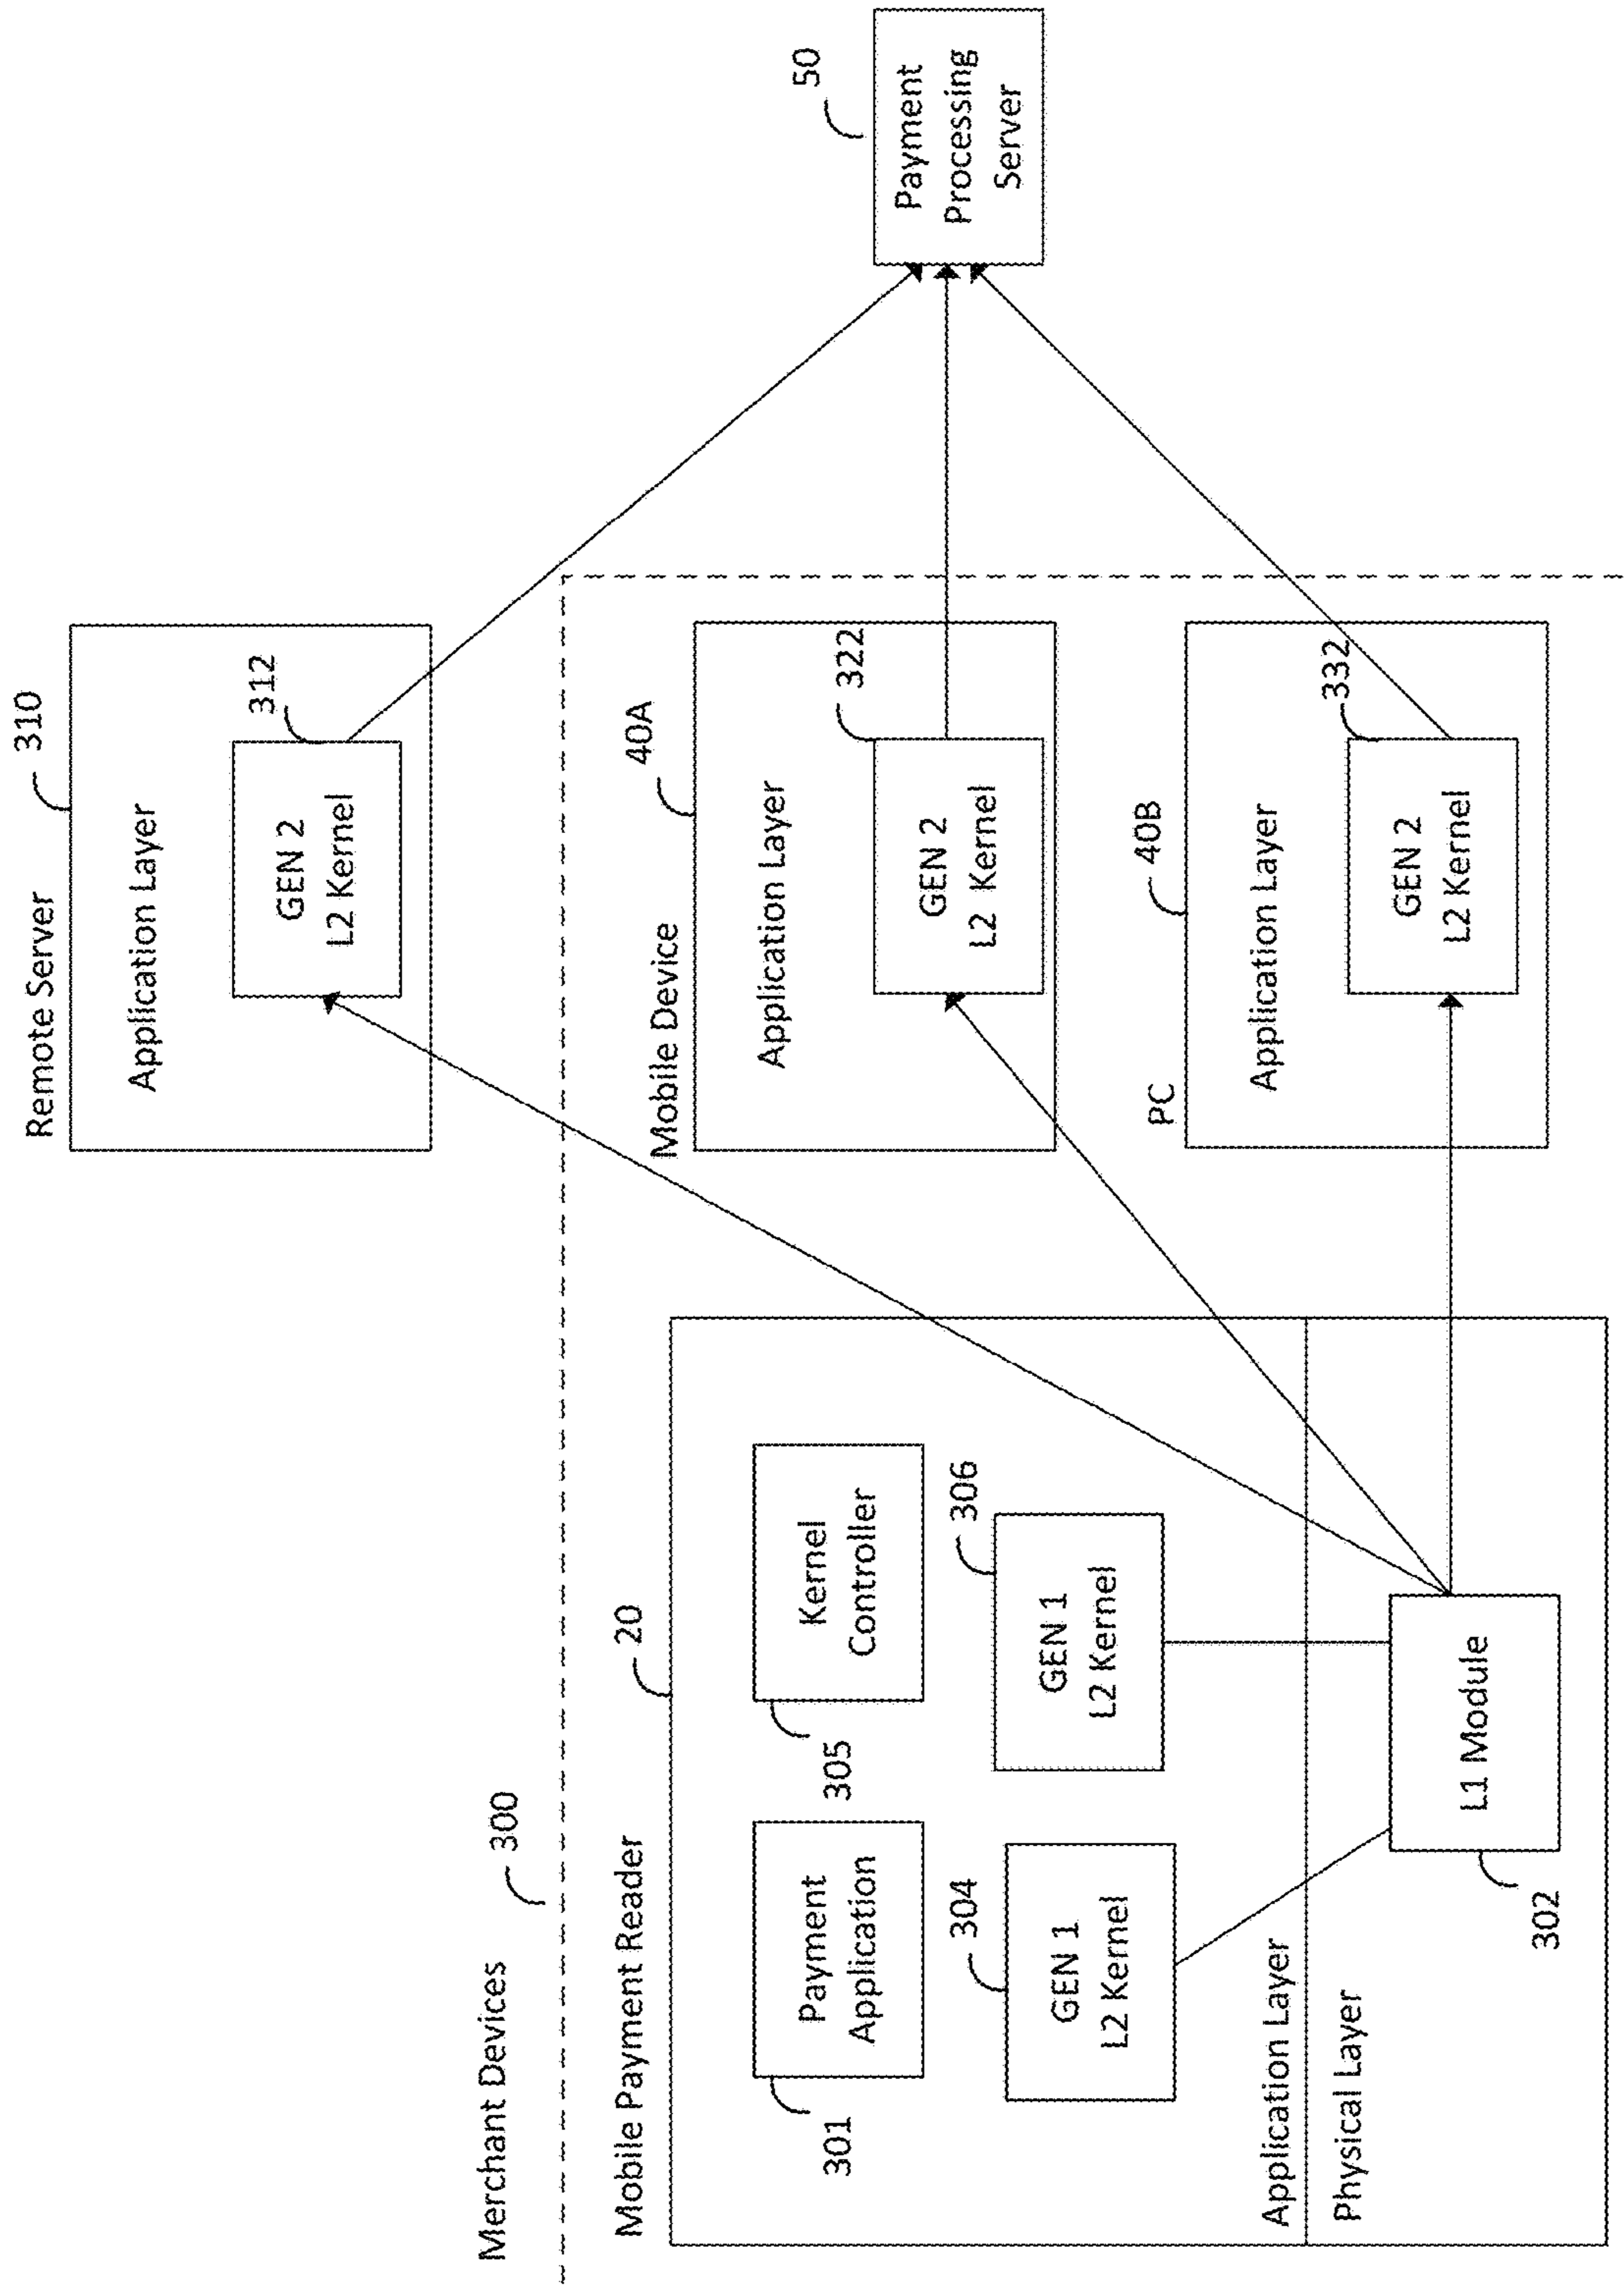 Remote Server
310
Application Layer
312
GEN 2
L2 Kernel
Merchant Devices
300
Mobile Payment Reader
20
301
Payment
Application
305
Kernel
Controller
304
GEN 1
L2 Kernel
306
GEN 1
L2 Kernel
Application Layer
Physical Layer
302
L1 Module
Mobile Device
40A
Application Layer
322
GEN 2
L2 Kernel
PC
40B
Application Layer
332
GEN 2
L2 Kernel
50
Payment
Processing
Server